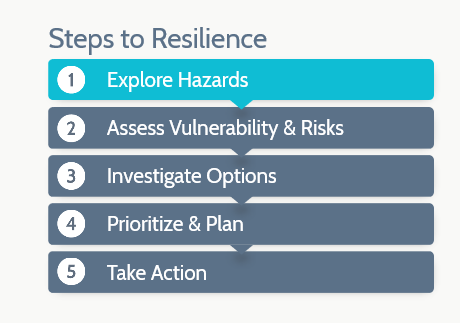 Steps to Resilience
1 Explore Hazards
2 Assess Vulnerability & Risks
3 Investigate Options
4 Prioritize & Plan
5 Take Action